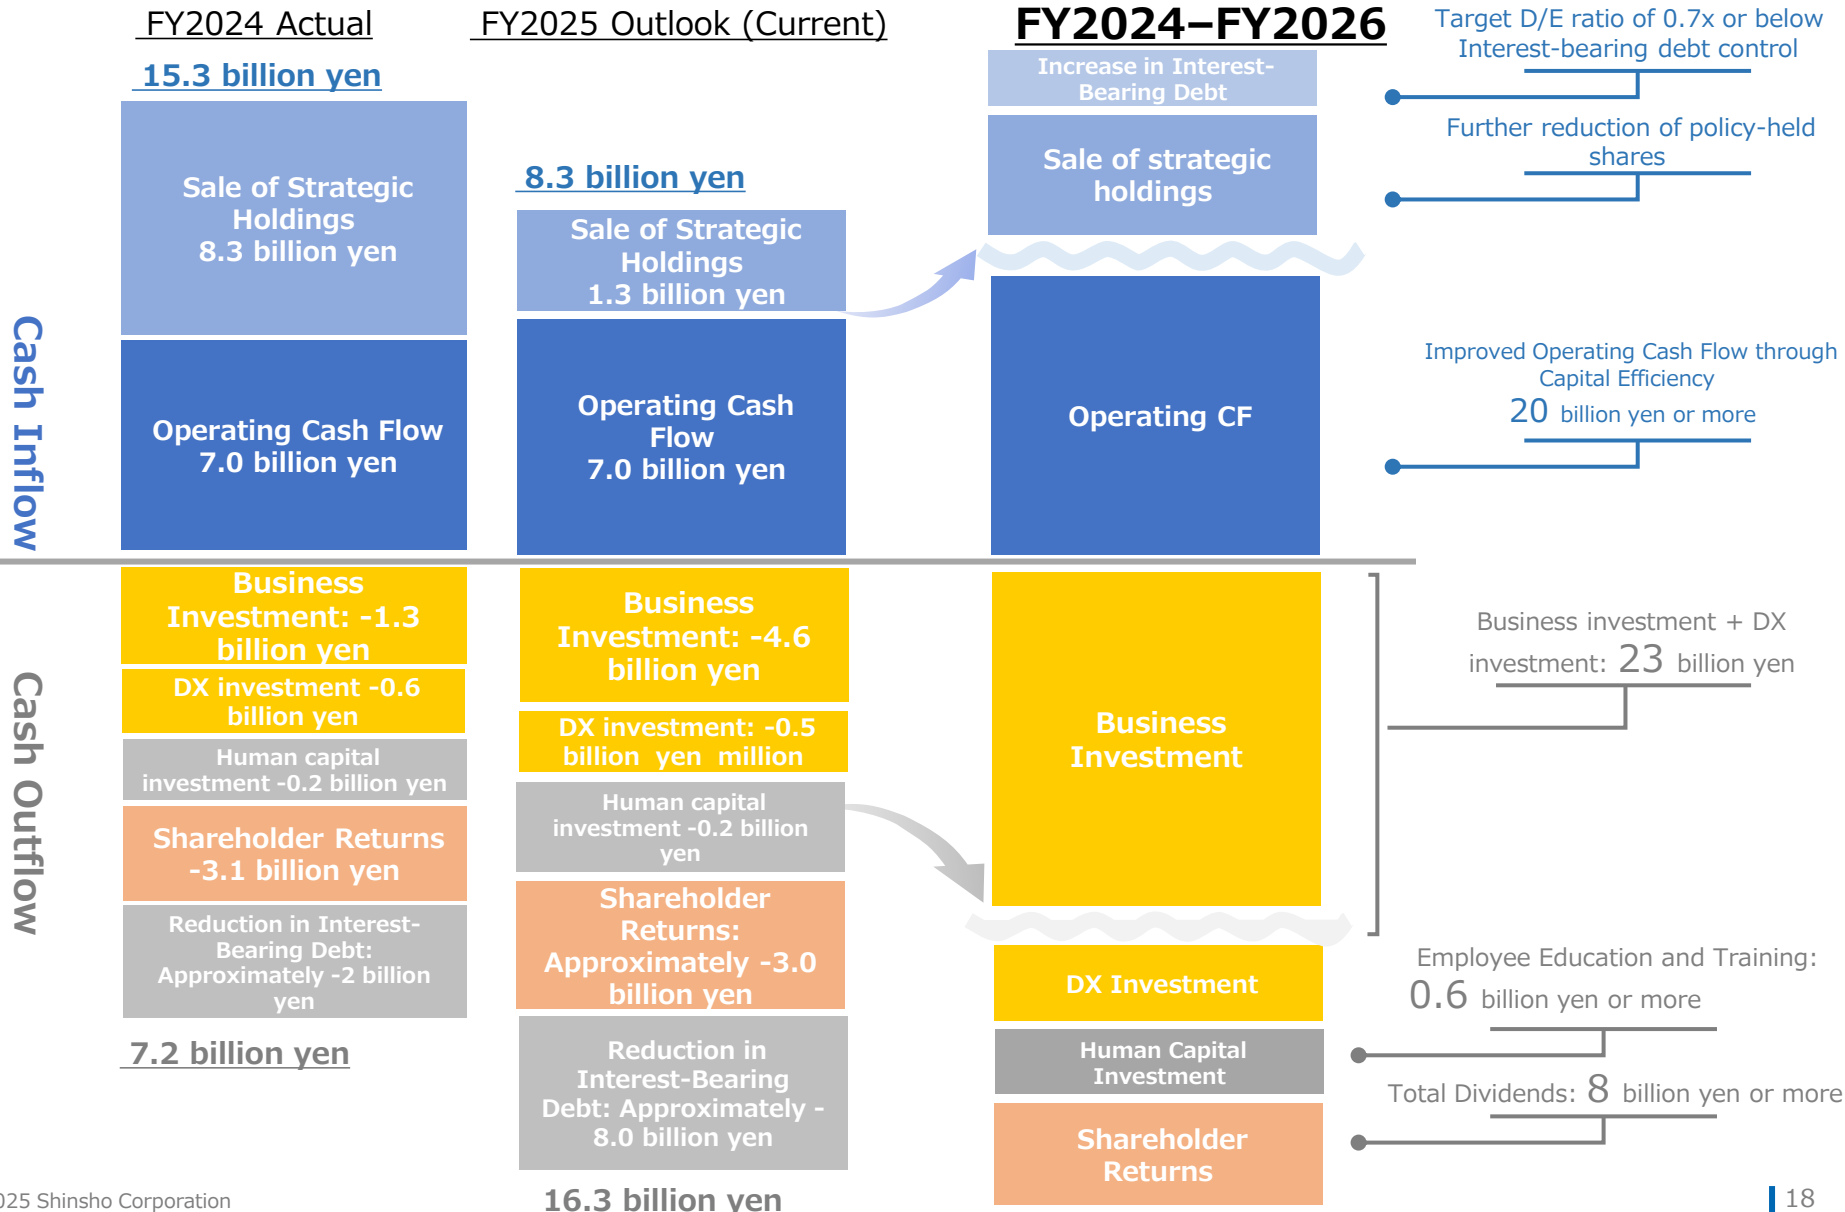 FY2024 Actual
15.3 billion yen
Sale of Strategic
Holdings
8.3 billion yen
Operating Cash Flow
7.0 billion yen
Business
Investment: -1.3
billion yen
DX investment -0.6
billion yen
Human capital
investment -0.2 billion yen
Shareholder Returns
-3.1 billion yen
Reduction in Interest-
Bearing Debt:
Approximately -2 billion
yen
7.2 billion yen
FY2025 Outlook (Current)
8.3 billion yen
Sale of Strategic
Holdings
1.3 billion yen
Operating Cash
Flow
7.0 billion yen
Business
Investment: -4.6
billion yen
DX investment: -0.5
billion yen million
Human capital
investment -0.2 billion
yen
Shareholder
Returns:
Approximately -3.0
billion yen
Reduction in
Interest-Bearing
Debt: Approximately -
8.0 billion yen
16.3 billion yen
FY2024–FY2026
Increase in Interest-
Bearing Debt
Sale of strategic
holdings
Operating CF
Business
Investment
DX Investment
Human Capital
Investment
Shareholder
Returns
Target D/E ratio of 0.7x or below
Interest-bearing debt control
Further reduction of policy-held
shares
Improved Operating Cash Flow through
Capital Efficiency
20 billion yen or more
Business investment + DX
investment: 23 billion yen
Employee Education and Training:
0.6 billion yen or more
Total Dividends: 8 billion yen or more
Cash Inflow
Cash Outflow
025 Shinsho Corporation
18